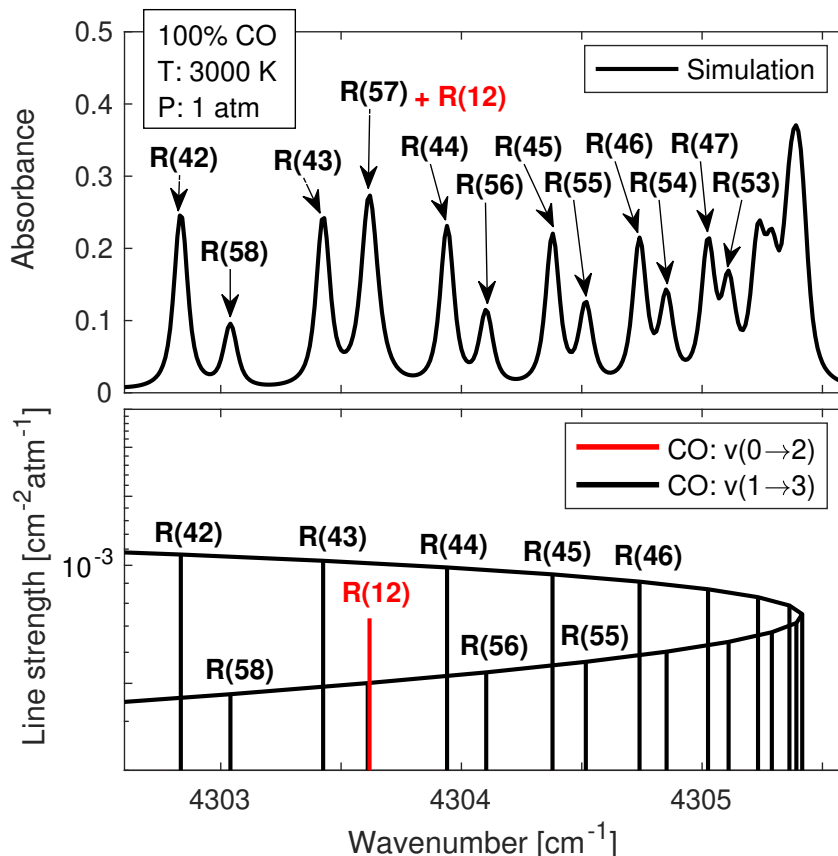 0.5
0.4
0.3
0.2
0.1
0
Absorbance
100% CO
T: 3000 K
P: 1 atm
Simulation
R(57) + R(12)
R(42)
R(43)
R(44)
R(45)
R(46)
R(47)
R(58)
R(56)
R(55)
R(54)
R(53)
CO: v(0→2)
CO: v(1→3)
Line strength [cm⁻²atm⁻¹]
10⁻³
R(42)
R(43)
R(44)
R(45)
R(46)
R(12)
R(58)
R(56)
R(55)
4303
4304
4305
Wavenumber [cm⁻¹]